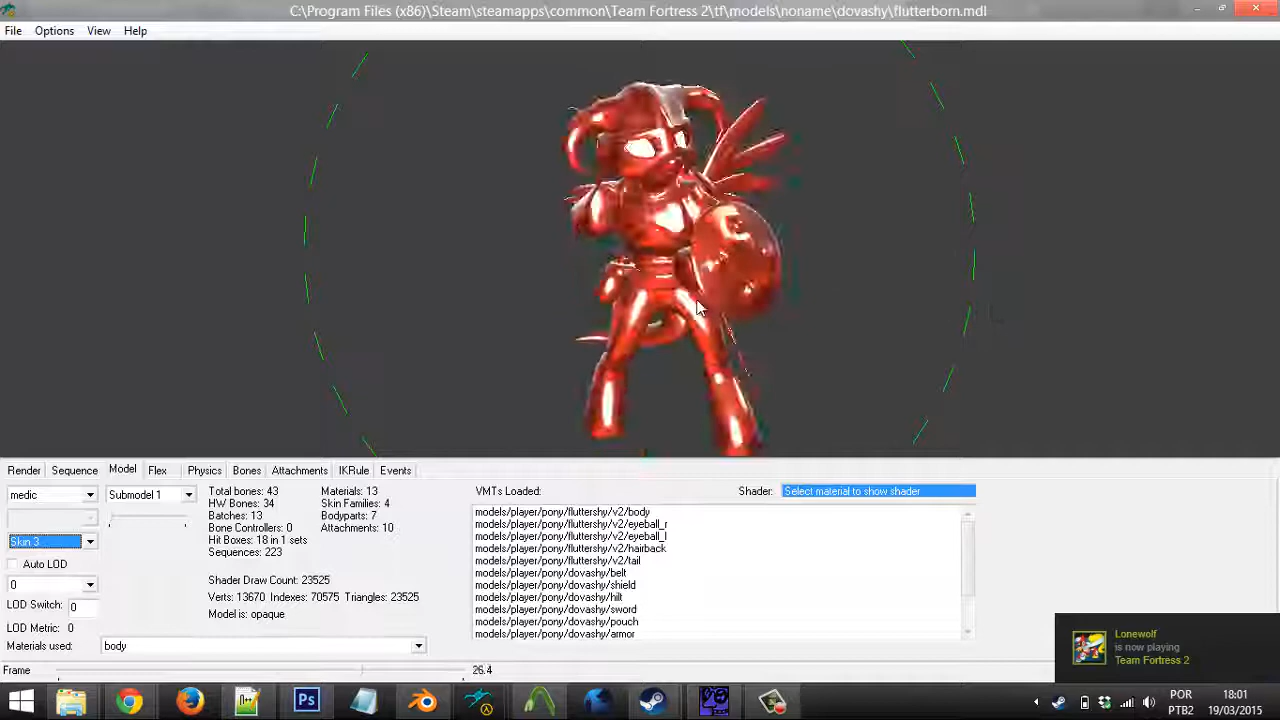 C:\Program Files (x86)\Steam\steamapps\common\Team Fortress 2\tf\models\noname\dovashy\flutterborn.mdl
File Options View Help
Render Sequence Model Flex Physics Bones Attachments IKRule Events
medic
Submodel 1
Skin 3
Auto LOD
0
LOD Switch: 0
LOD Metric: 0
Materials used: body
Total bones: 43
HW Bones: 34
Batches: 13
Bone Controllers: 0
Hit Boxes: 18 in 1 sets
Sequences: 223
Materials: 13
Skin Families: 4
Bodyparts: 7
Attachments: 10
Shader Draw Count: 23525
Verts: 13670 Indexes: 70575 Triangles: 23525
Model is: opaque
VMTs Loaded:
Shader: Select material to show shader
models/player/pony/fluttershy/v2/body
models/player/pony/fluttershy/v2/eyeball_r
models/player/pony/fluttershy/v2/eyeball_l
models/player/pony/fluttershy/v2/hairback
models/player/pony/fluttershy/v2/tail
models/player/pony/dovashy/belt
models/player/pony/dovashy/shield
models/player/pony/dovashy/hilt
models/player/pony/dovashy/sword
models/player/pony/dovashy/pouch
models/player/pony/dovashy/armor
Frame 26.4
Lonewolf
is now playing
Team Fortress 2
Ps
POR
PTB2
18:01
19/03/2015